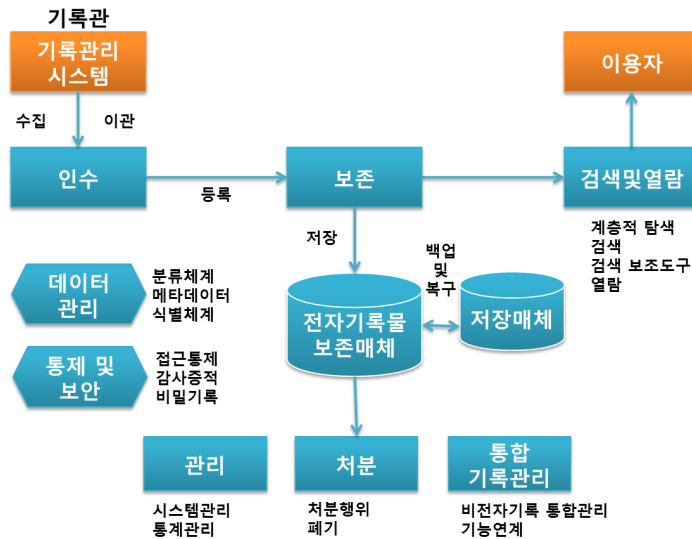 기록관
기록관리
시스템
이용자
수집
이관
인수
등록
보존
검색및열람
저장
백업
및
복구
계층적 탐색
검색
검색 보조도구
열람
데이터
관리
분류체계
메타데이터
식별체계
전자기록물
보존매체
저장매체
통제 및
보안
접근통제
감사증적
비밀기록
관리
처분
통합
기록관리
시스템관리
통계관리
처분행위
폐기
비전자기록 통합관리
기능연계